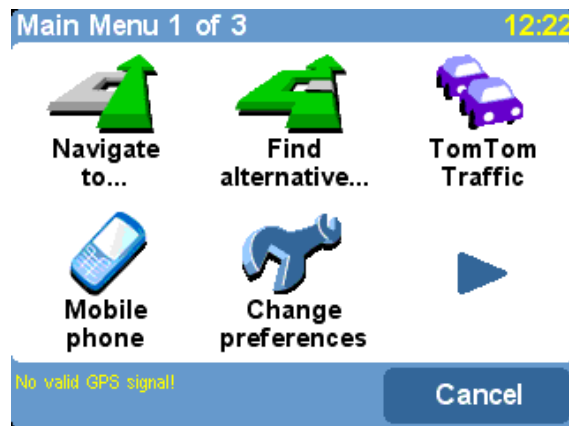 Main Menu 1 of 3 12:22
Navigate to...
Find alternative...
TomTom Traffic
Mobile phone
Change preferences
No valid GPS signal!
Cancel